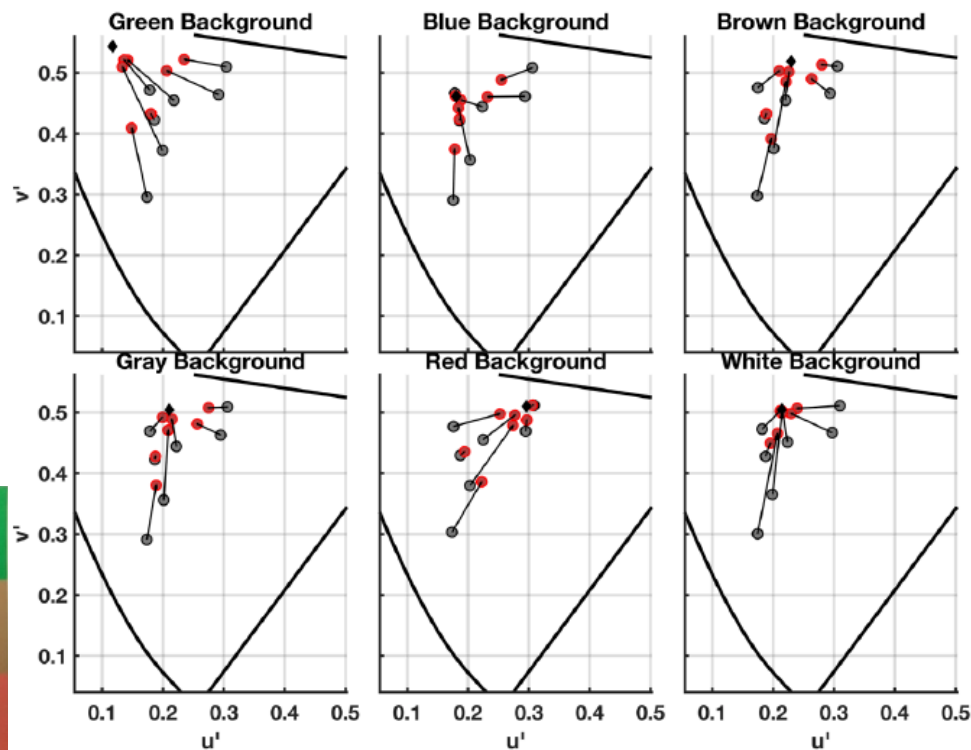 Green Background
Blue Background
Brown Background
0.5
0.4
0.3
0.2
0.1
v'
Gray Background
Red Background
White Background
0.5
0.4
0.3
0.2
0.1
v'
0.1 0.2 0.3 0.4 0.5
0.1 0.2 0.3 0.4 0.5
0.1 0.2 0.3 0.4 0.5
u'
u'
u'